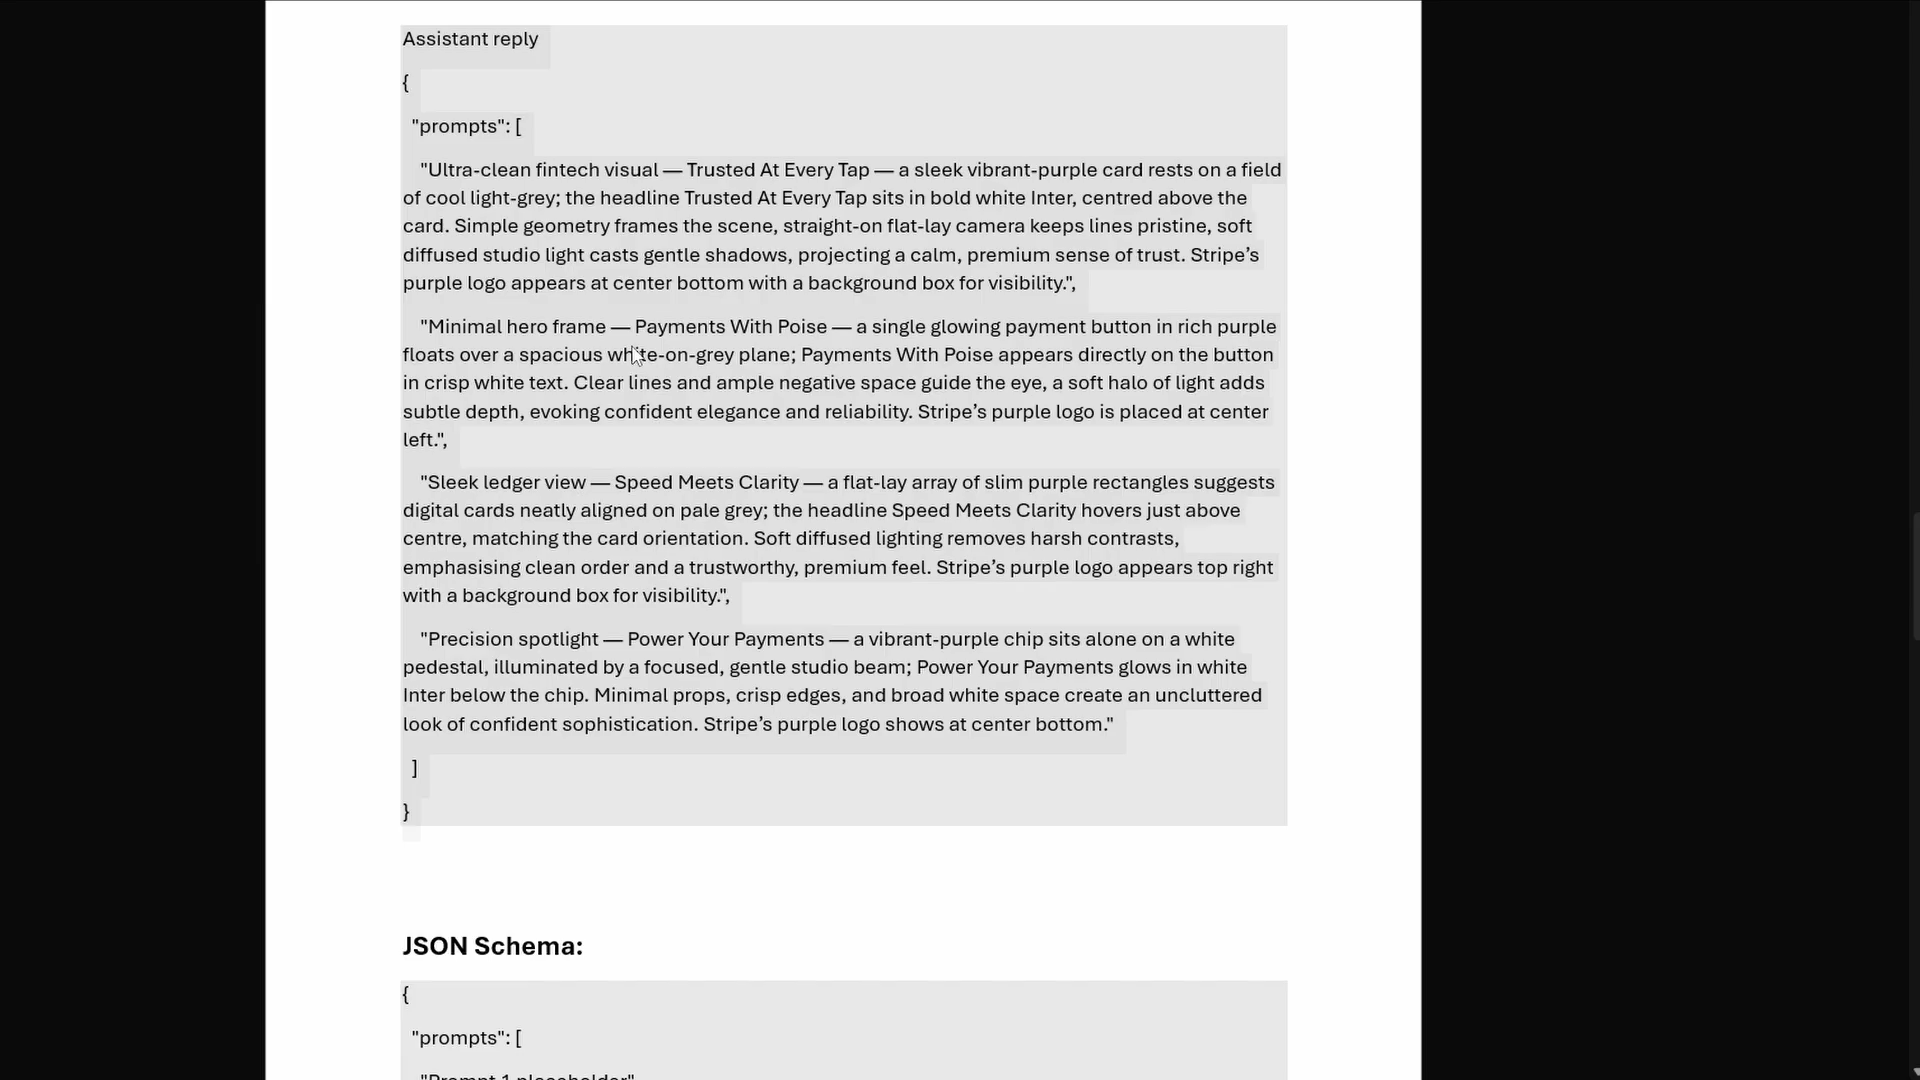 Assistant reply
{
"prompts": [
"Ultra-clean fintech visual — Trusted At Every Tap — a sleek vibrant-purple card rests on a field
of cool light-grey; the headline Trusted At Every Tap sits in bold white Inter, centred above the
card. Simple geometry frames the scene, straight-on flat-lay camera keeps lines pristine, soft
diffused studio light casts gentle shadows, projecting a calm, premium sense of trust. Stripe’s
purple logo appears at center bottom with a background box for visibility.",
"Minimal hero frame — Payments With Poise — a single glowing payment button in rich purple
floats over a spacious white-on-grey plane; Payments With Poise appears directly on the button
in crisp white text. Clear lines and ample negative space guide the eye, a soft halo of light adds
subtle depth, evoking confident elegance and reliability. Stripe’s purple logo is placed at center
left.",
"Sleek ledger view — Speed Meets Clarity — a flat-lay array of slim purple rectangles suggests
digital cards neatly aligned on pale grey; the headline Speed Meets Clarity hovers just above
centre, matching the card orientation. Soft diffused lighting removes harsh contrasts,
emphasising clean order and a trustworthy, premium feel. Stripe’s purple logo appears top right
with a background box for visibility.",
"Precision spotlight — Power Your Payments — a vibrant-purple chip sits alone on a white
pedestal, illuminated by a focused, gentle studio beam; Power Your Payments glows in white
Inter below the chip. Minimal props, crisp edges, and broad white space create an uncluttered
look of confident sophistication. Stripe’s purple logo shows at center bottom."
]
}
JSON Schema:
{
"prompts": [
"Prompt 1 placeholder"